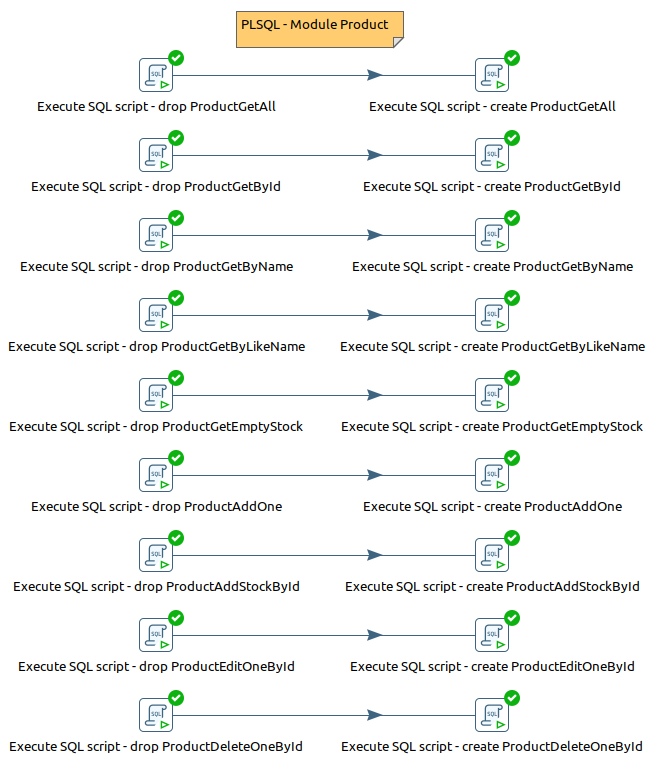 PLSQL - Module Product
SQL SQL
Execute SQL script - drop ProductGetAll Execute SQL script - create ProductGetAll
SQL SQL
Execute SQL script - drop ProductGetById Execute SQL script - create ProductGetById
SQL SQL
Execute SQL script - drop ProductGetByName Execute SQL script - create ProductGetByName
SQL SQL
Execute SQL script - drop ProductGetByLikeName Execute SQL script - create ProductGetByLikeName
SQL SQL
Execute SQL script - drop ProductGetEmptyStock Execute SQL script - create ProductGetEmptyStock
SQL SQL
Execute SQL script - drop ProductAddOne Execute SQL script - create ProductAddOne
SQL SQL
Execute SQL script - drop ProductAddStockById Execute SQL script - create ProductAddStockById
SQL SQL
Execute SQL script - drop ProductEditOneById Execute SQL script - create ProductEditOneById
SQL SQL
Execute SQL script - drop ProductDeleteOneById Execute SQL script - create ProductDeleteOneById